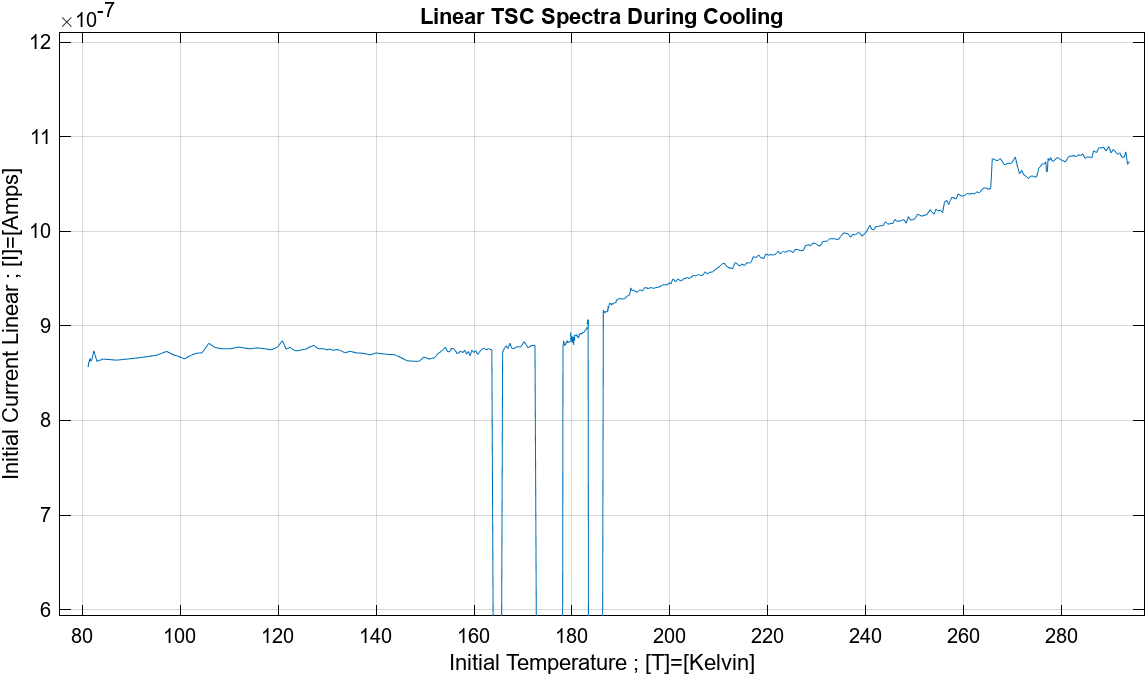 Linear TSC Spectra During Cooling
×10-7
12
11
10
9
8
7
6
Initial Current Linear ; [I]=[Amps]
80 100 120 140 160 180 200 220 240 260 280
Initial Temperature ; [T]=[Kelvin]